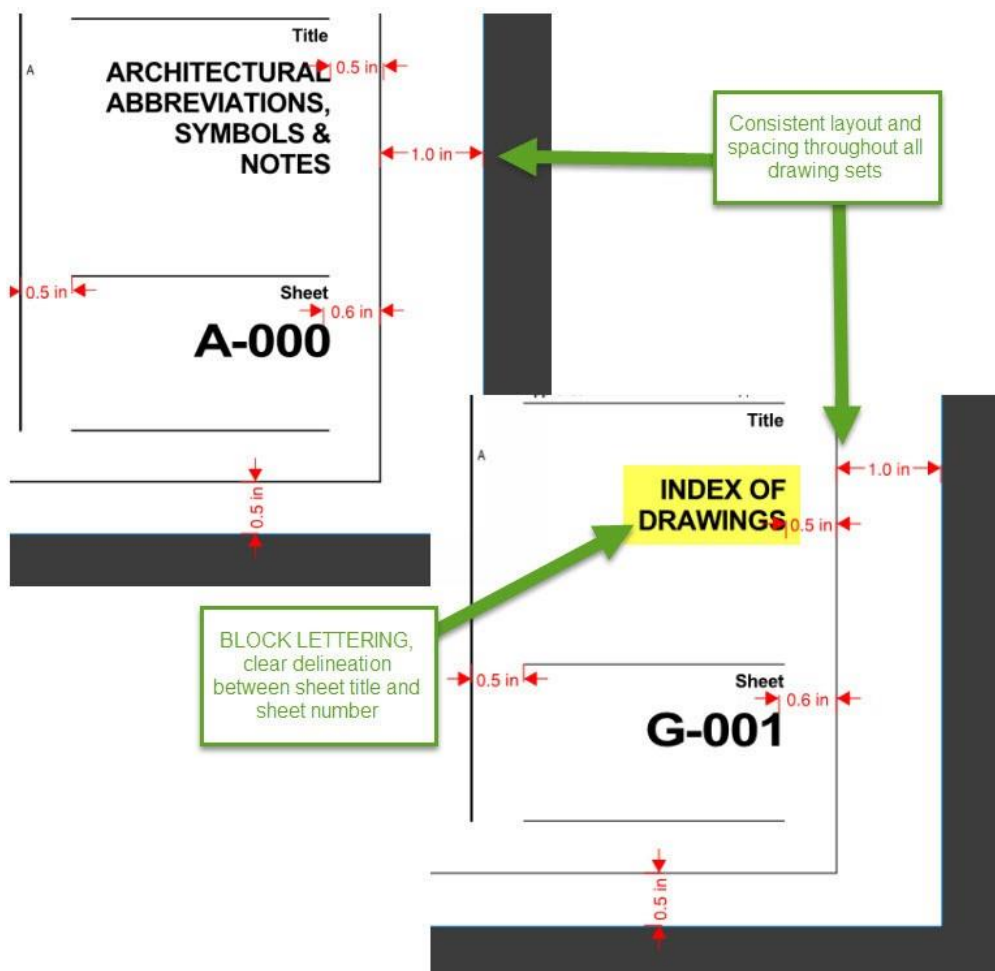 Title
A
0.5 in
ARCHITECTURAL
ABBREVIATIONS,
SYMBOLS &
NOTES
1.0 in
0.5 in
Sheet
0.6 in
A-000
0.5 in
Consistent layout and
spacing throughout all
drawing sets
Title
A
1.0 in
INDEX OF
DRAWINGS
0.5 in
BLOCK LETTERING,
clear delineation
between sheet title and
sheet number
0.5 in
Sheet
0.6 in
G-001
0.5 in